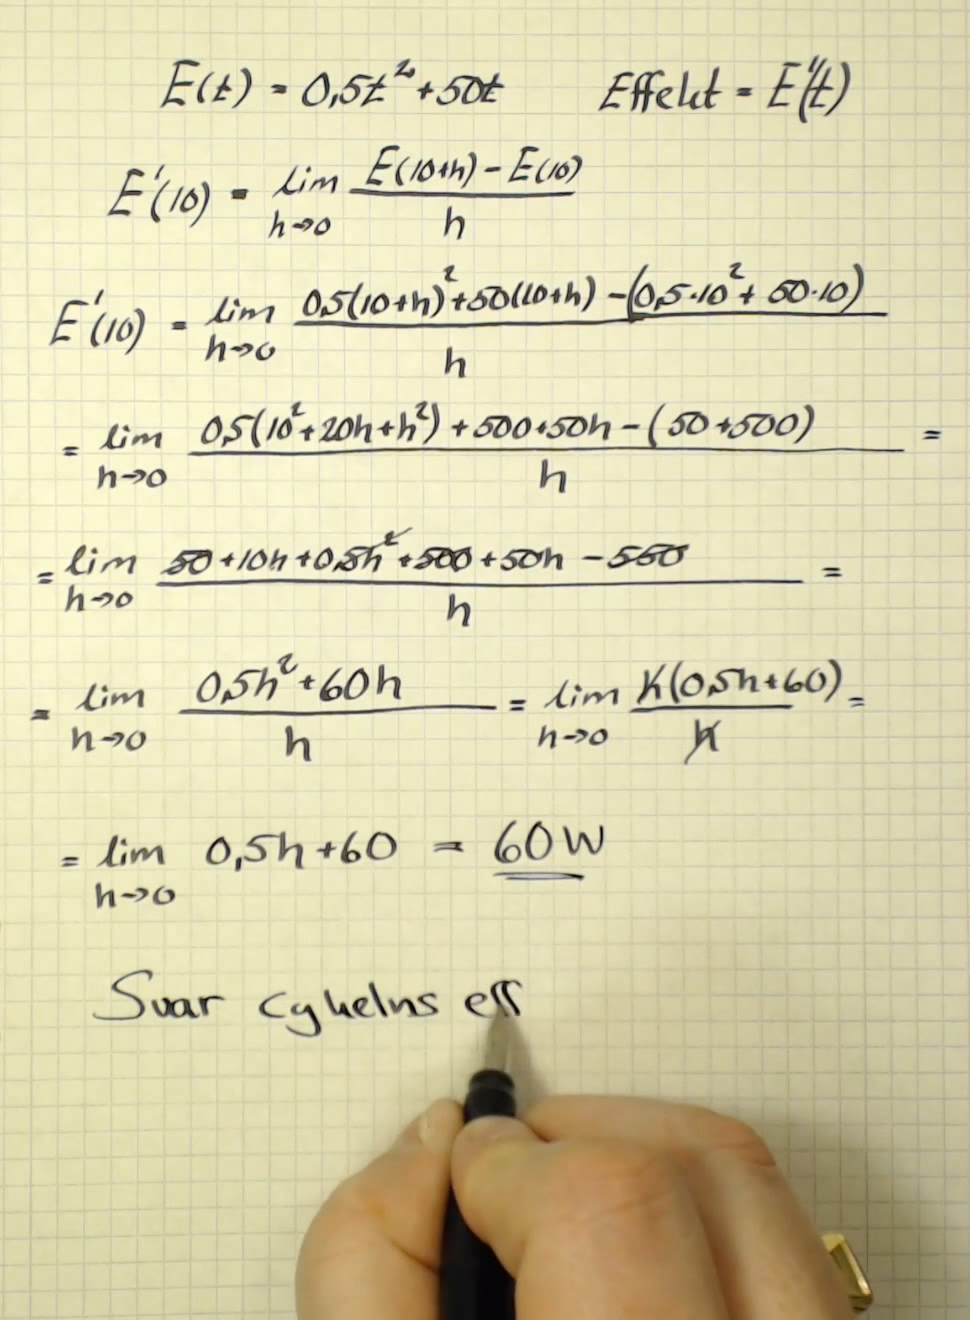 E(t) = 0,5t² + 50t Effekt = E'(t)
E'(10) = lim h→0 (E(10+h) - E(10)) / h
E'(10) = lim h→0 (0,5(10+h)² + 50(10+h) - (0,5·10² + 50·10)) / h
= lim h→0 (0,5(10² + 20h + h²) + 500 + 50h - (50 + 500)) / h =
= lim h→0 (50 + 10h + 0,5h² + 500 + 50h - 550) / h =
= lim h→0 (0,5h² + 60h) / h = lim h→0 h(0,5h + 60) / h =
= lim h→0 0,5h + 60 = 60 W
Svar cykelns eff